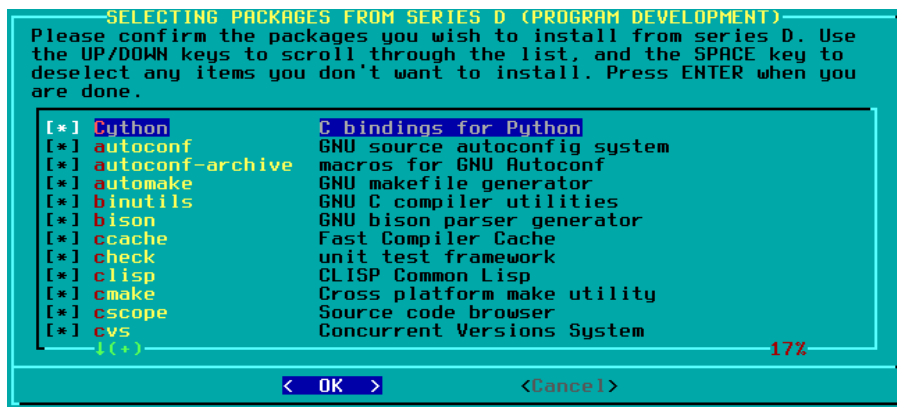 SELECTING PACKAGES FROM SERIES D (PROGRAM DEVELOPMENT)
Please confirm the packages you wish to install from series D. Use
the UP/DOWN keys to scroll through the list, and the SPACE key to
deselect any items you don't want to install. Press ENTER when you
are done.
[*] Cython C bindings for Python
[*] autoconf GNU source autoconfig system
[*] autoconf-archive macros for GNU Autoconf
[*] automake GNU makefile generator
[*] binutils GNU C compiler utilities
[*] bison GNU bison parser generator
[*] ccache Fast Compiler Cache
[*] check unit test framework
[*] clisp CLISP Common Lisp
[*] cmake Cross platform make utility
[*] cscope Source code browser
[*] cvs Concurrent Versions System
↓(+) 17%
< OK > <Cancel>